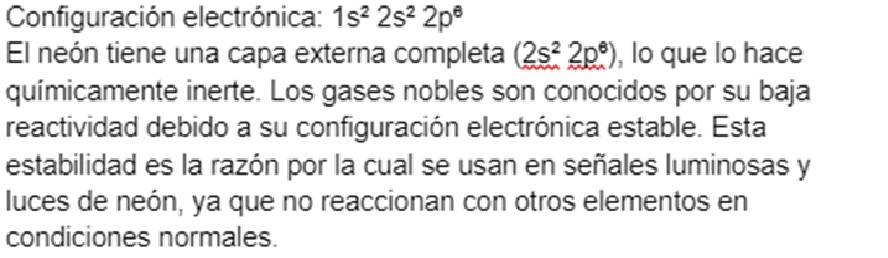 Configuración electrónica: 1s² 2s² 2p⁶
El neón tiene una capa externa completa (2s² 2p⁶), lo que lo hace
químicamente inerte. Los gases nobles son conocidos por su baja
reactividad debido a su configuración electrónica estable. Esta
estabilidad es la razón por la cual se usan en señales luminosas y
luces de neón, ya que no reaccionan con otros elementos en
condiciones normales.